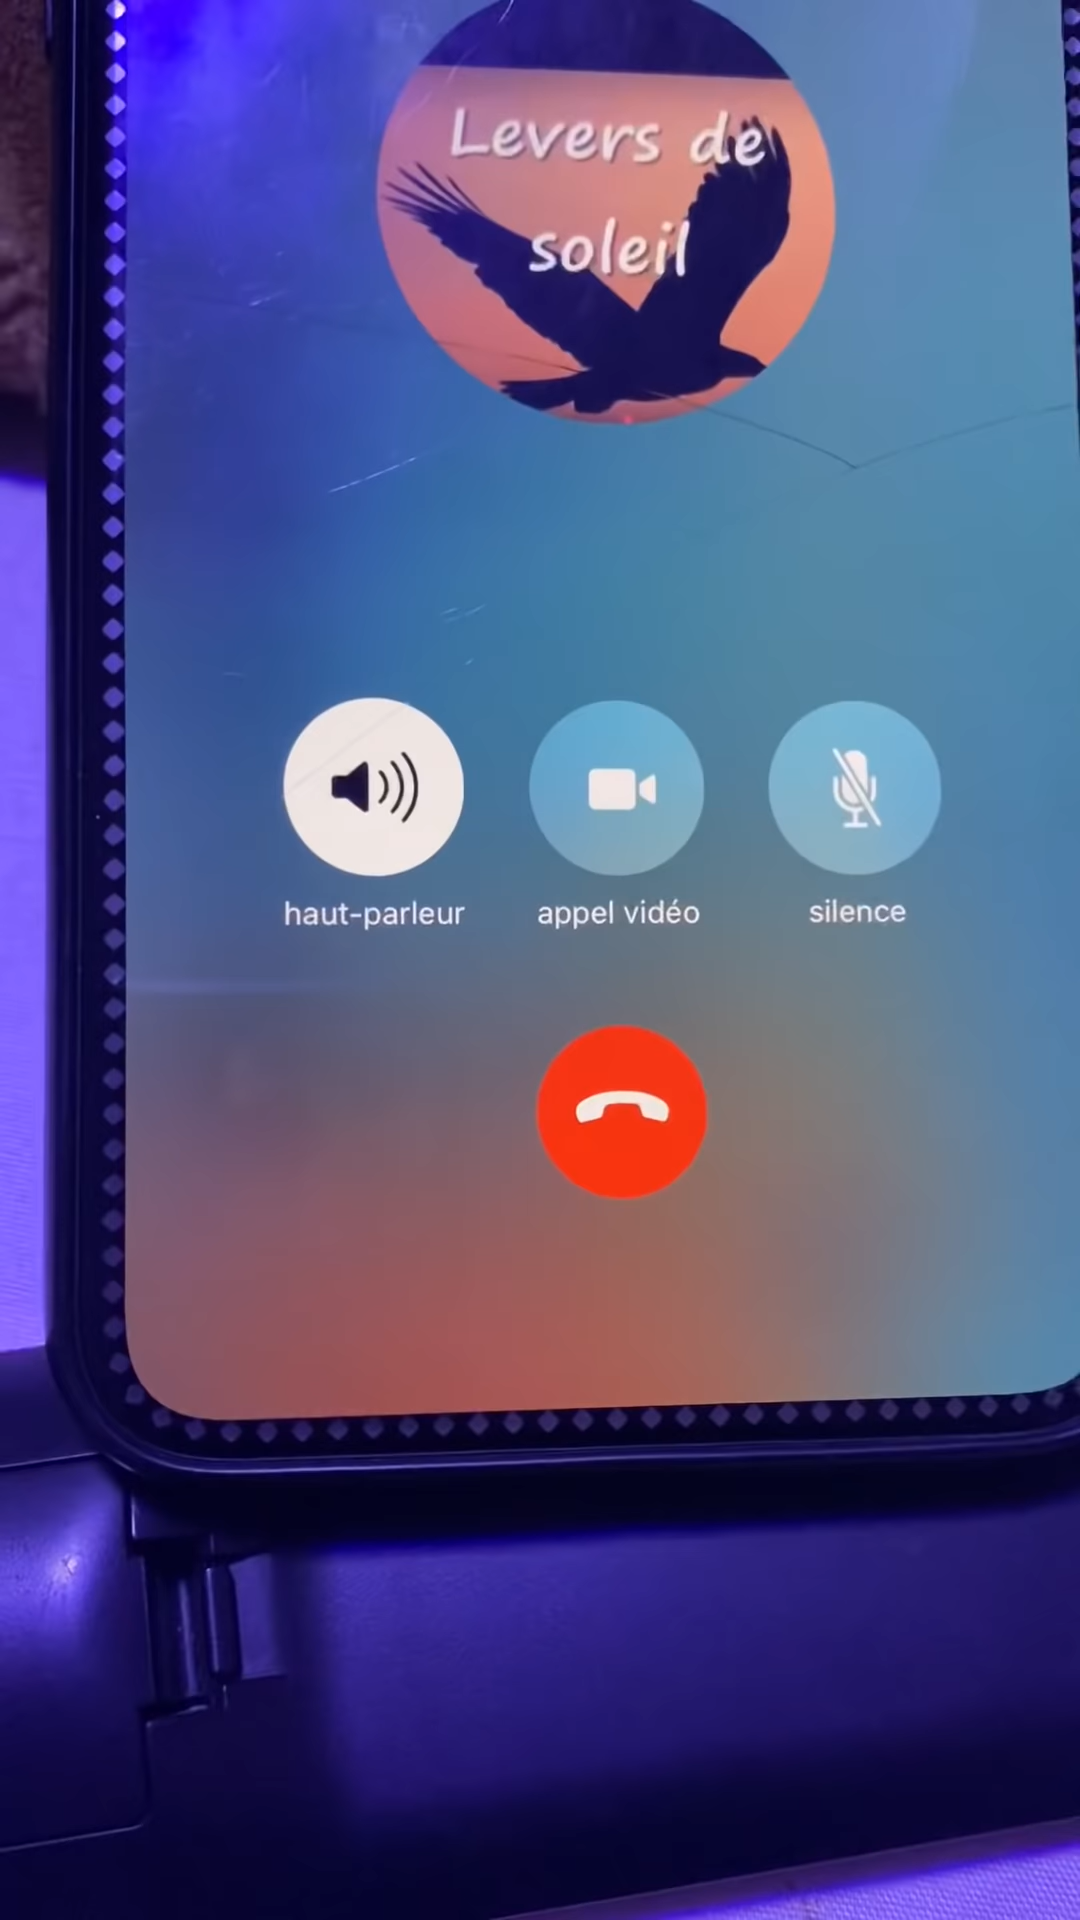 Levers de
soleil
haut-parleur
appel vidéo
silence